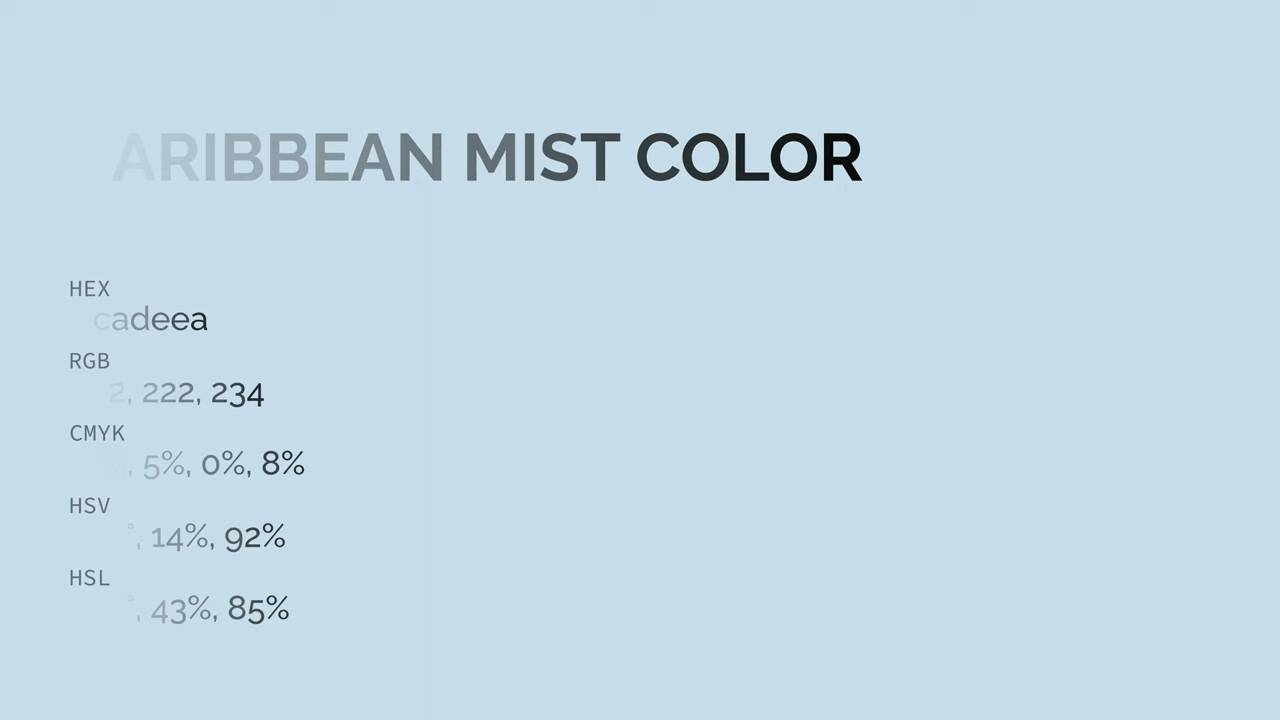 ARIBBEAN MIST COLOR
HEX
cadeea
RGB
2, 222, 234
CMYK
, 5%, 0%, 8%
HSV
°, 14%, 92%
HSL
°, 43%, 85%